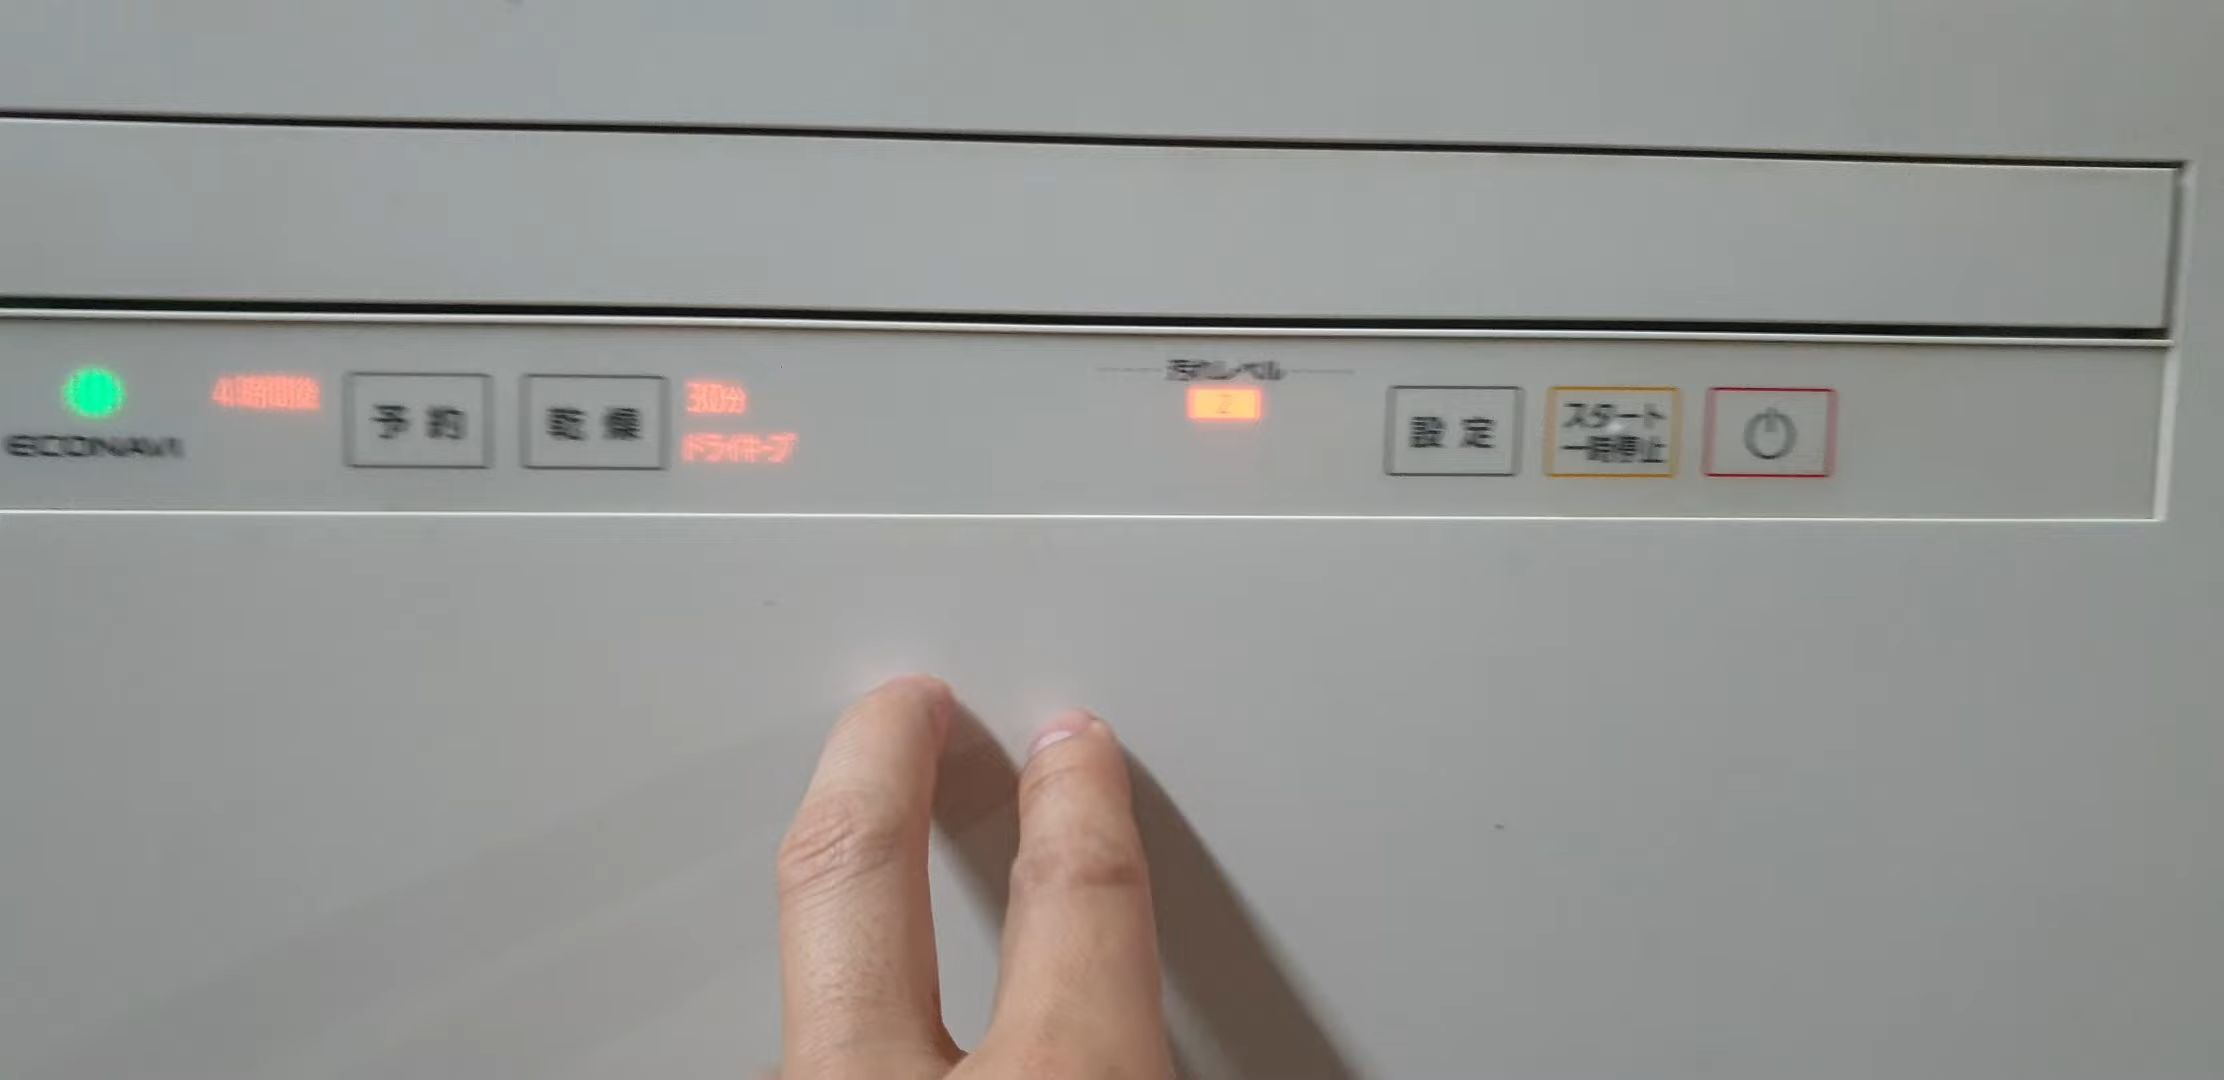 ECONAVI
4時間後
予約
乾燥
30分
ドライキープ
汚れレベル
2
設定
スタート
一時停止